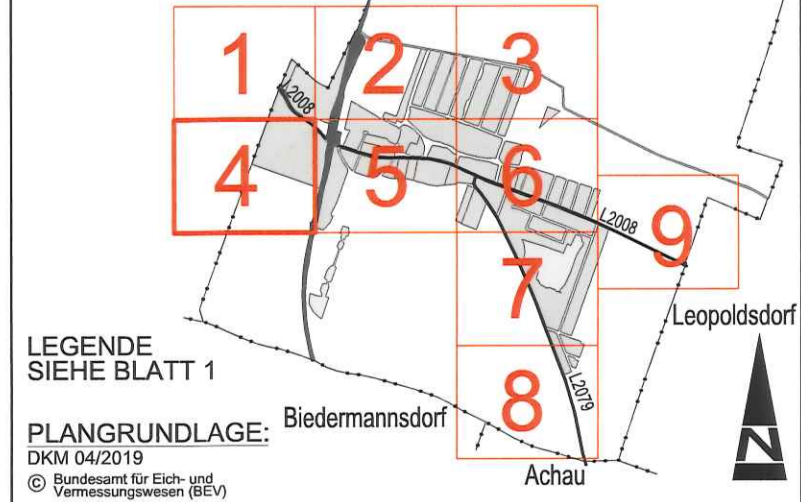 1 2 3
L2008
4 5 6
L2008
9
7
Leopoldsdorf
LEGENDE
SIEHE BLATT 1
8
L2079
Biedermannsdorf
PLANGRUNDLAGE:
DKM 04/2019
© Bundesamt für Eich- und
Vermessungswesen (BEV)
Achau
N